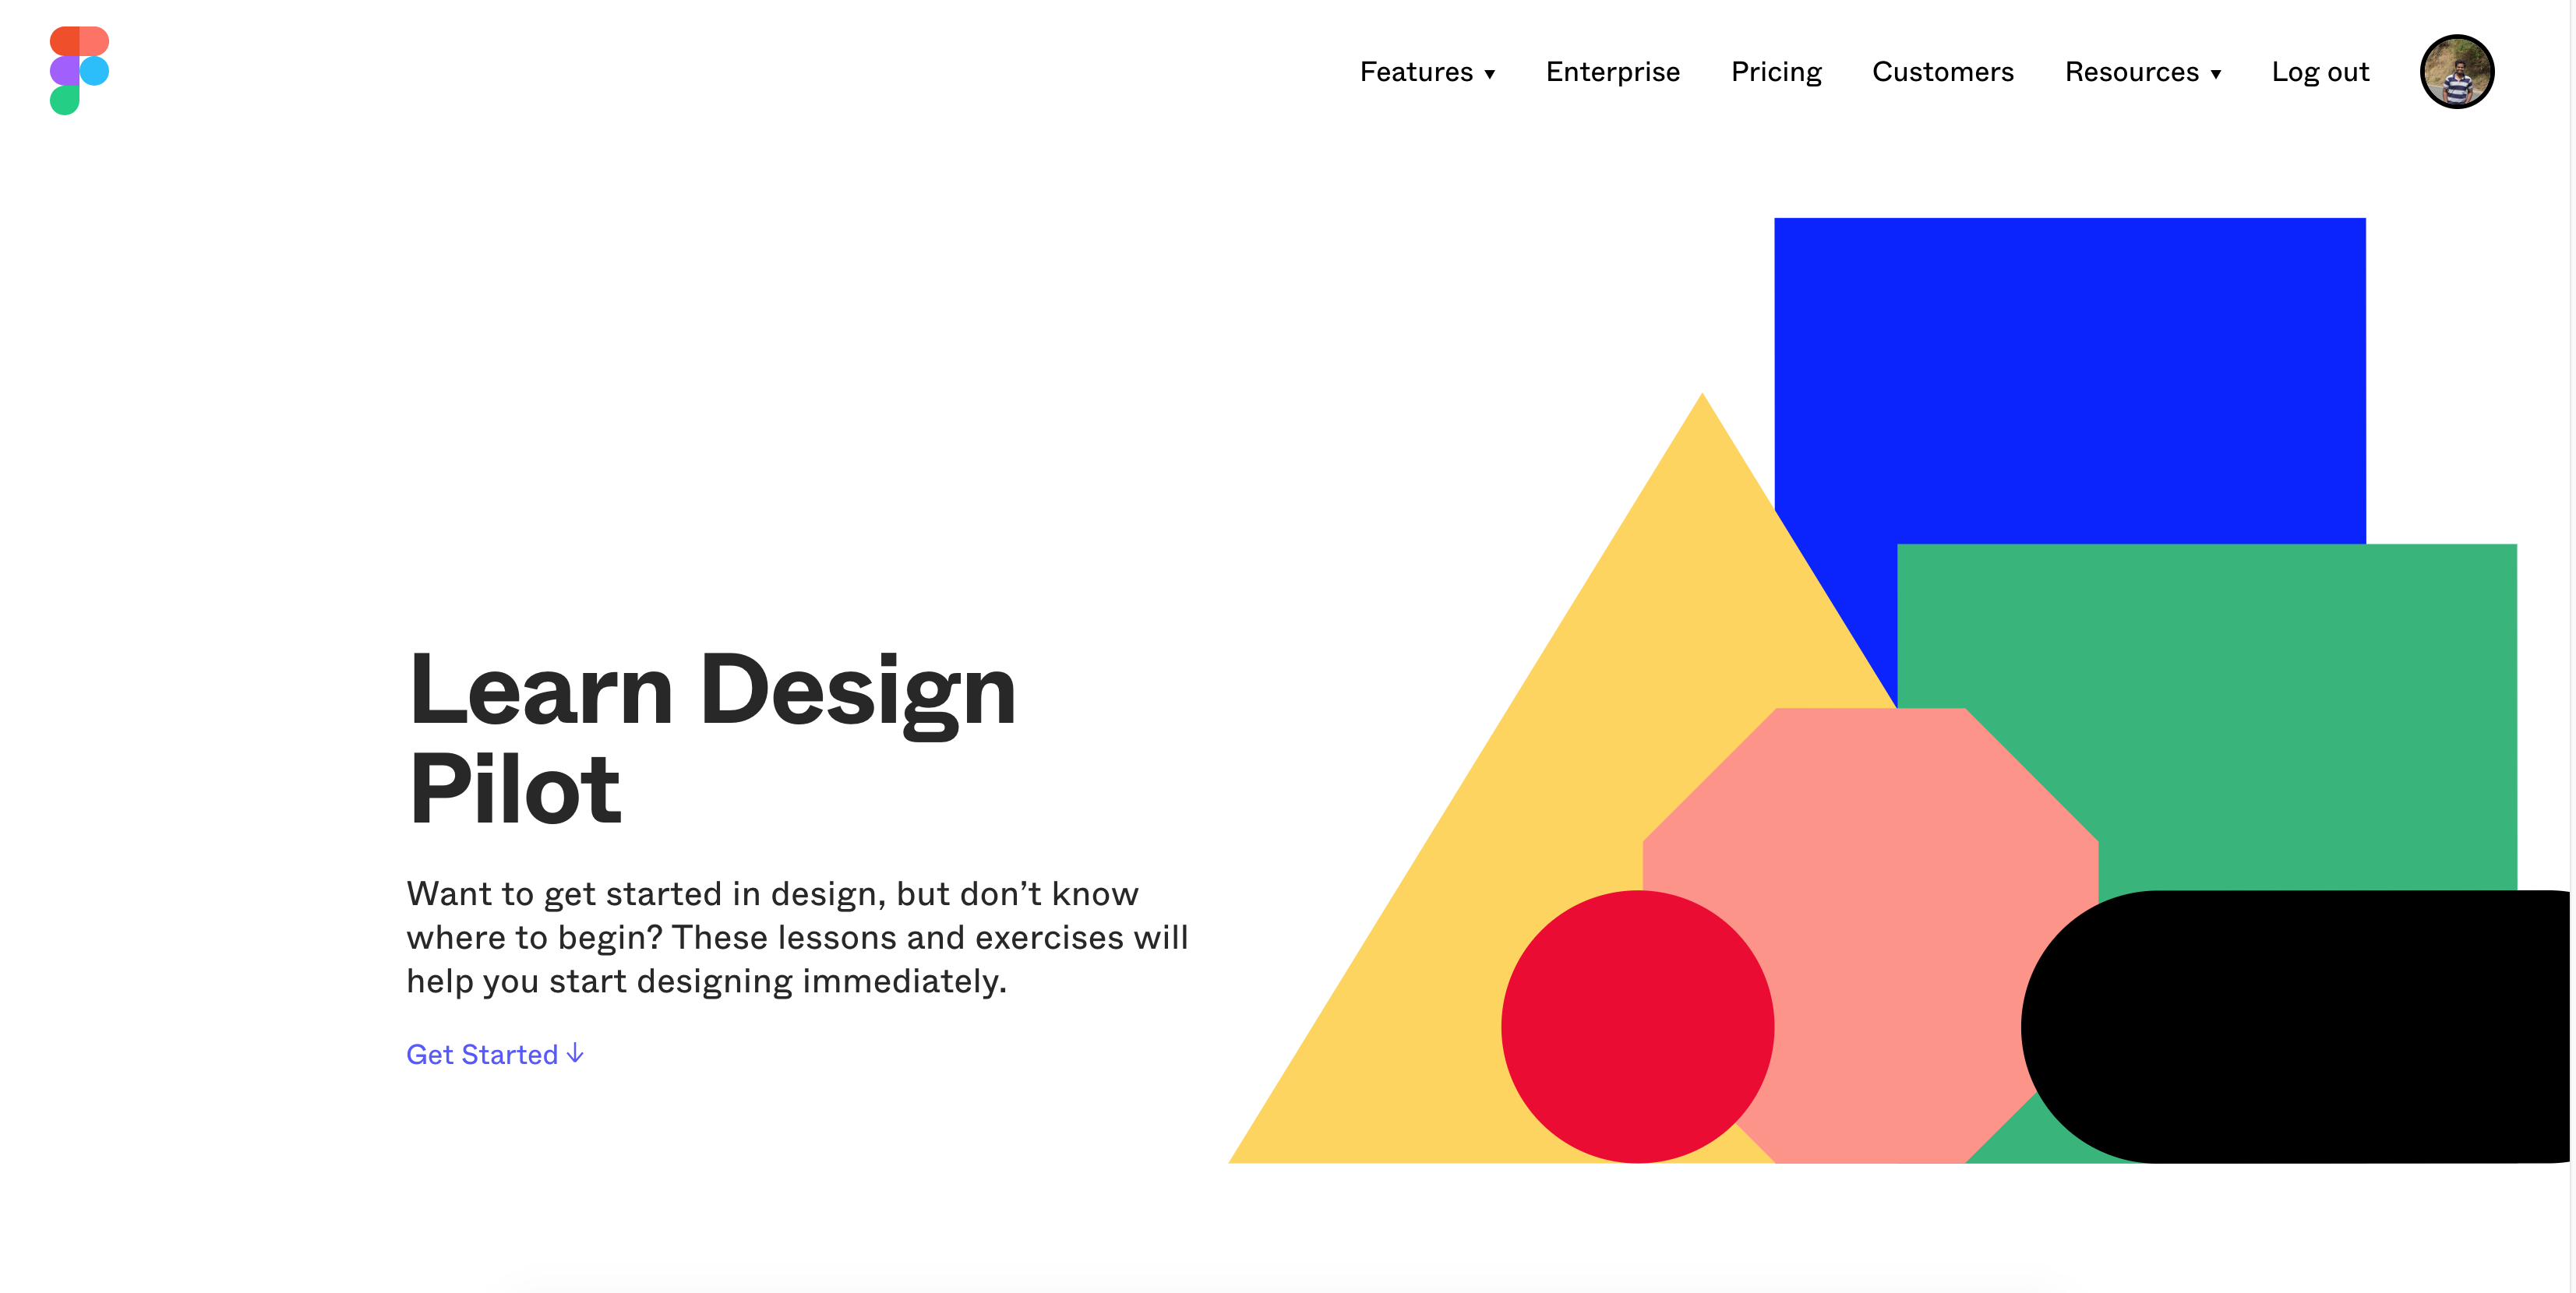 Features ▾ Enterprise Pricing Customers Resources ▾ Log out
Learn Design
Pilot
Want to get started in design, but don’t know
where to begin? These lessons and exercises will
help you start designing immediately.
Get Started ↓